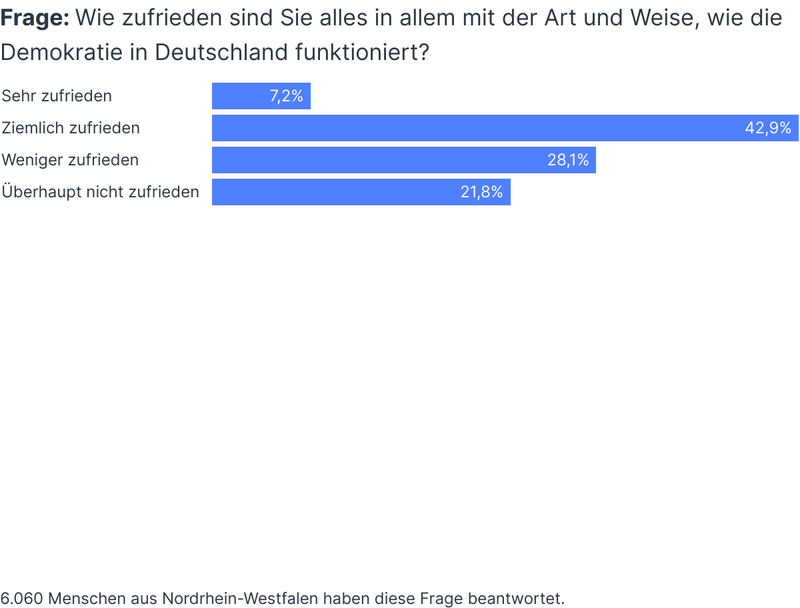 Frage: Wie zufrieden sind Sie alles in allem mit der Art und Weise, wie die
Demokratie in Deutschland funktioniert?
Sehr zufrieden 7,2%
Ziemlich zufrieden 42,9%
Weniger zufrieden 28,1%
Überhaupt nicht zufrieden 21,8%
6.060 Menschen aus Nordrhein-Westfalen haben diese Frage beantwortet.